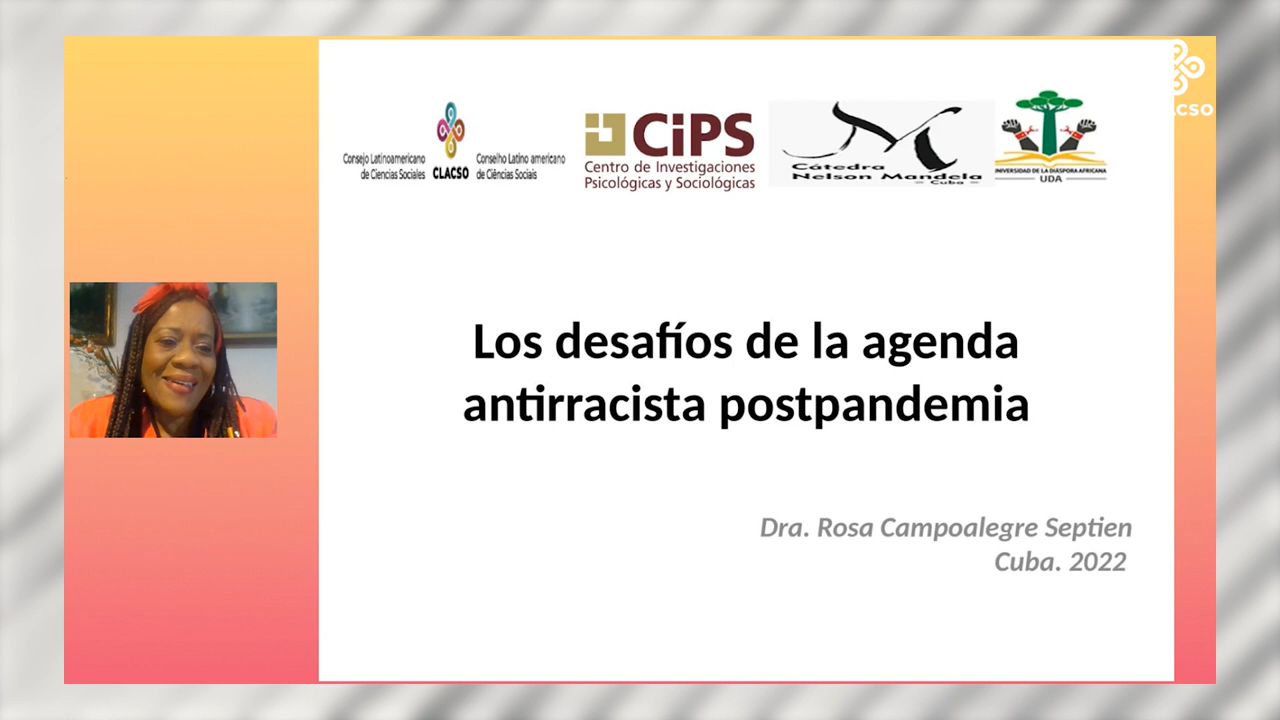 Consejo Latinoamericano
de Ciencias Sociales
CLACSO
Conselho Latino americano
de Ciências Sociais
CiPS
Centro de Investigaciones
Psicológicas y Sociológicas
Cátedra
Nelson Mandela
Cuba
UNIVERSIDAD DE LA DIÁSPORA AFRICANA
UDA
LACSO
Los desafíos de la agenda
antirracista postpandemia
Dra. Rosa Campoalegre Septien
Cuba. 2022